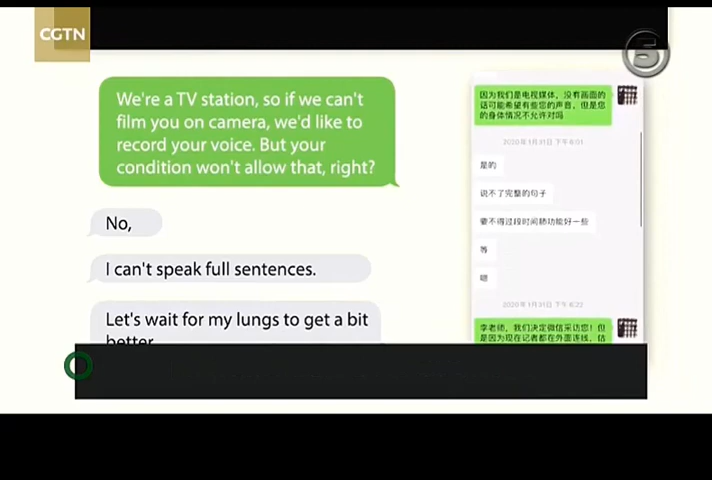 CGTN
We're a TV station, so if we can't
film you on camera, we'd like to
record your voice. But your
condition won't allow that, right?
No,
I can't speak full sentences.
Let's wait for my lungs to get a bit
better
因为我们是电视媒体，没有画面的
话可能希望有些您的声音，但是您
的身体情况不允许对吗
2020年1月31日 下午6:01
是的
说不了完整的句子
要不得过段时间肺功能好一些
等
嗯
2020年1月31日 下午6:22
李老师，我们决定微信采访您！但
是因为现在记者都在外面连线，估